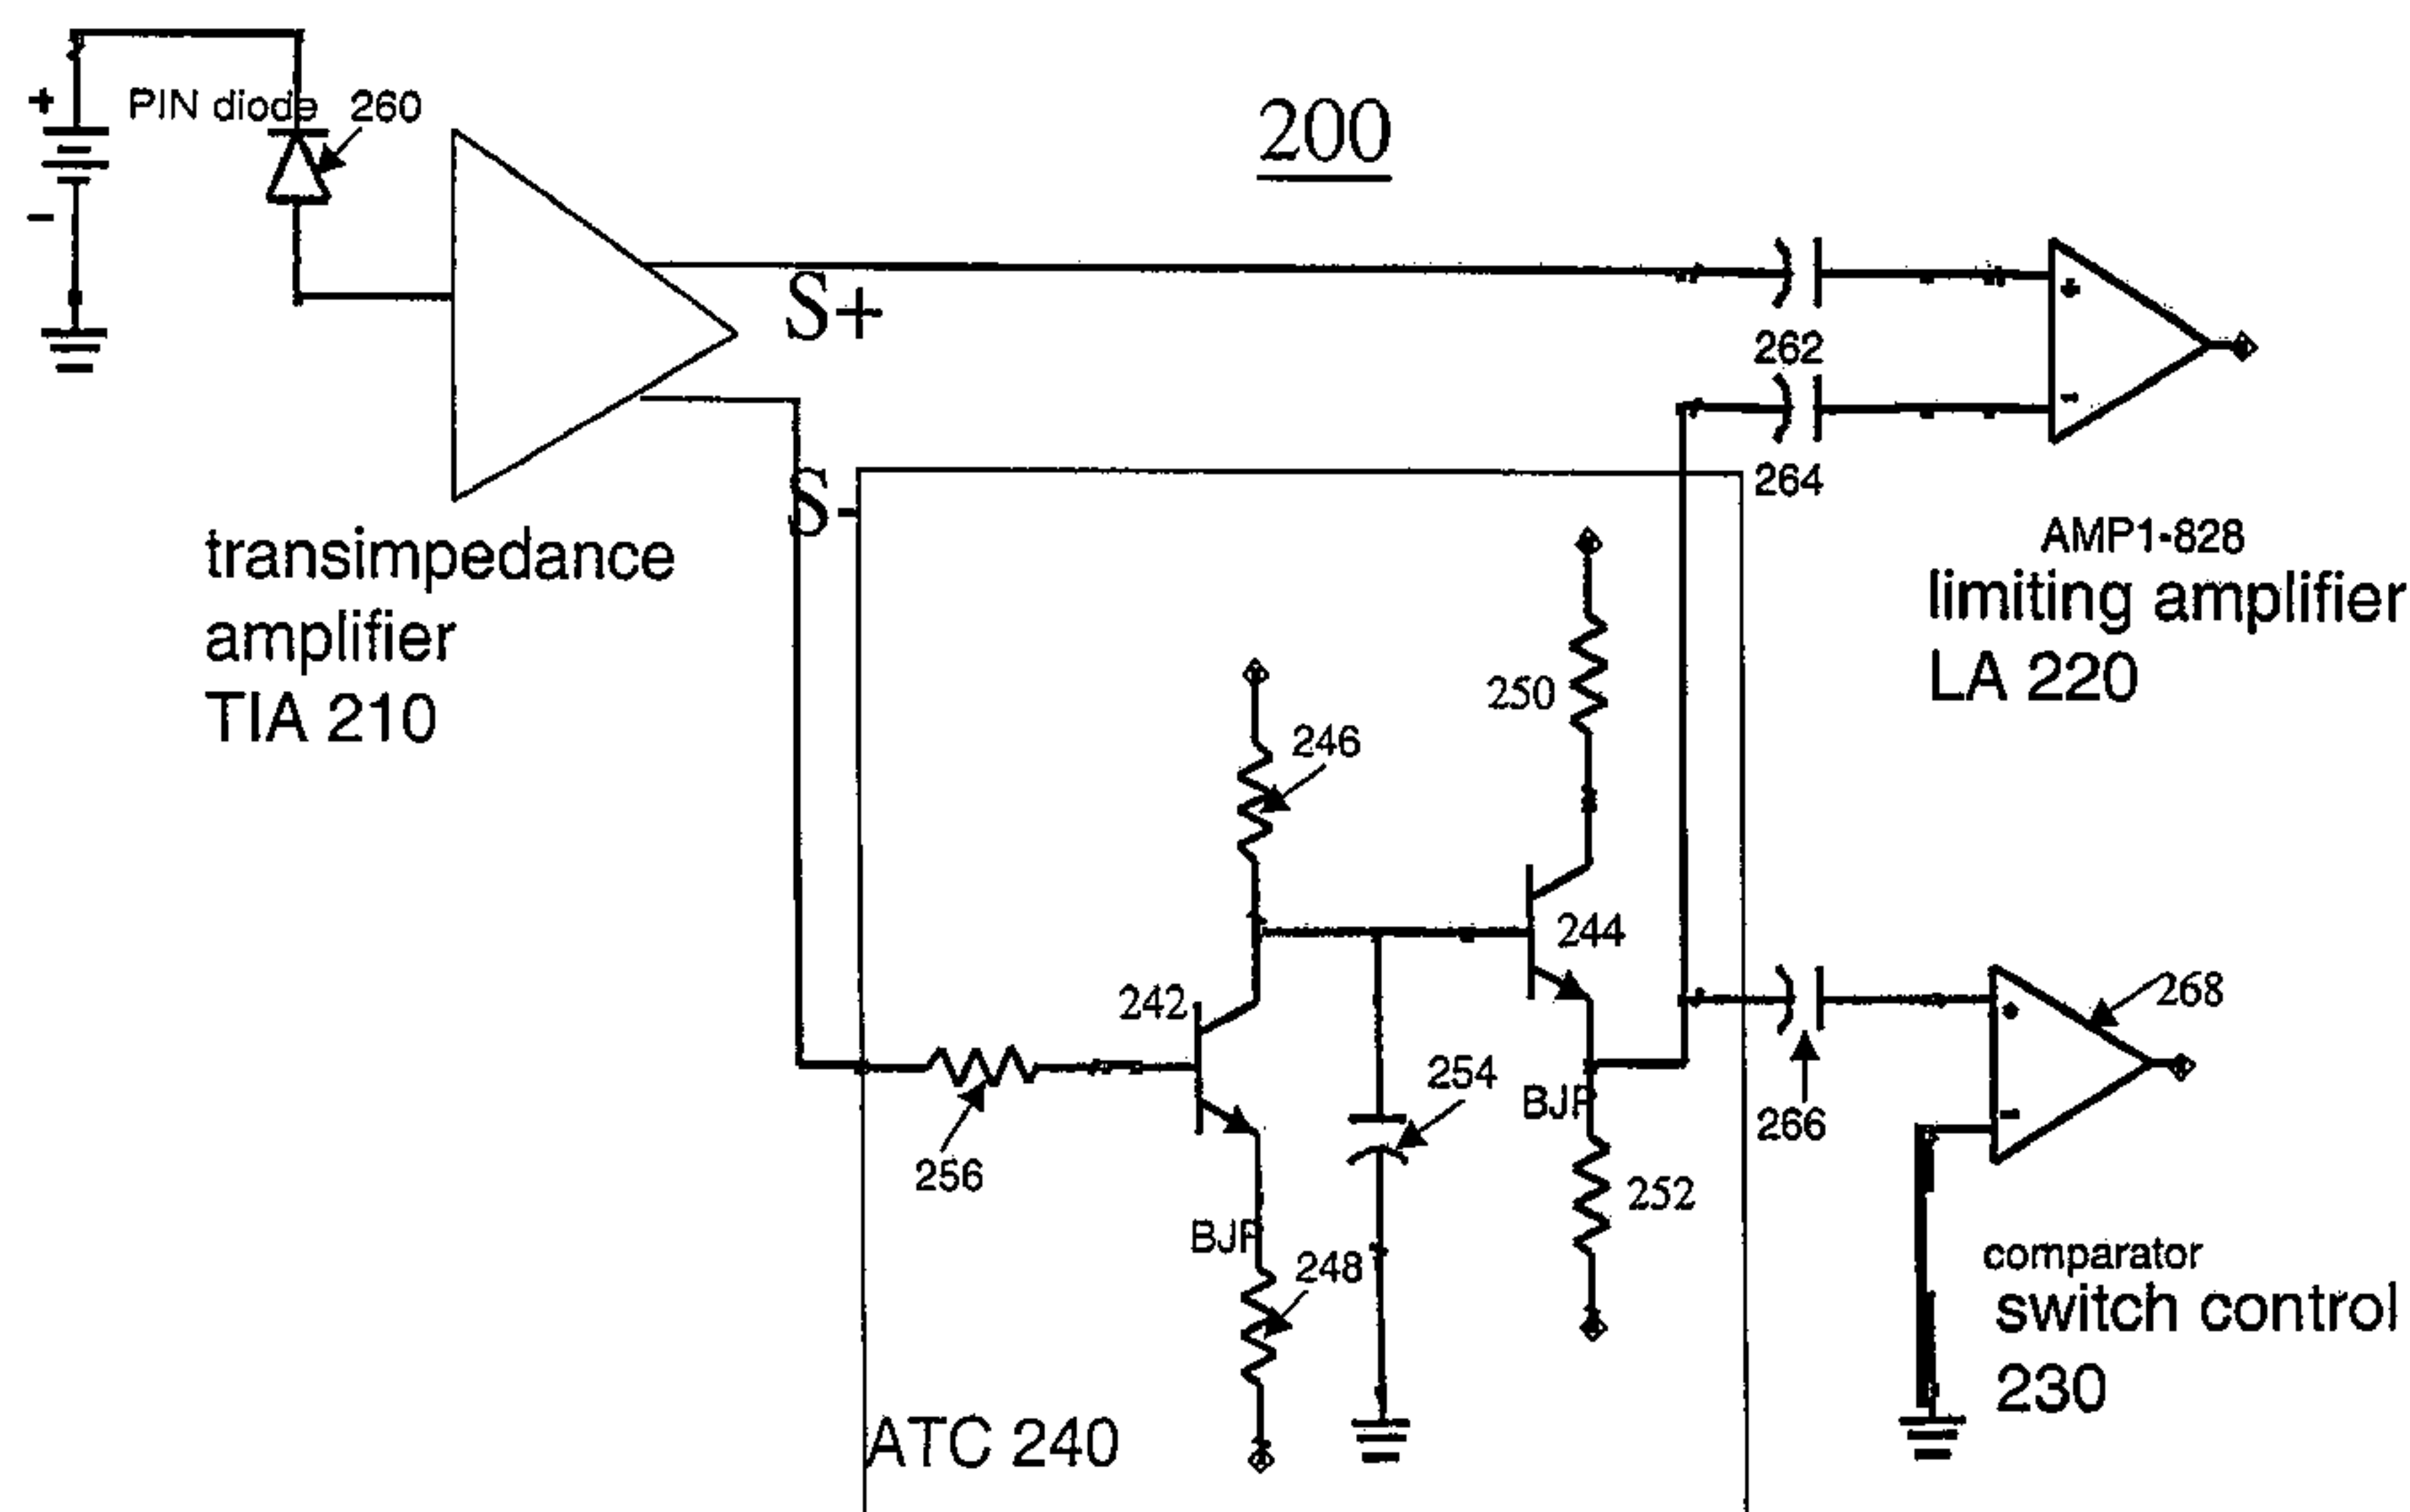 +
PIN diode 260
200
-
S+
+
262
-
264
S-
transimpedance
amplifier
TIA 210
AMP1-828
limiting amplifier
LA 220
250
246
244
242
268
254
BJP
266
-
256
252
BJP
248
comparator
switch control
230
ATC 240